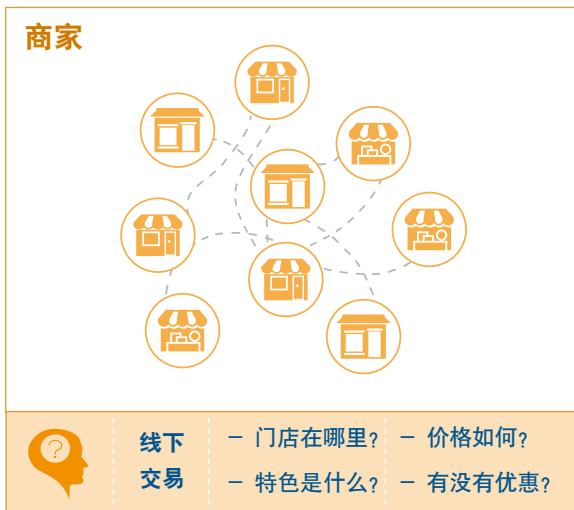 商家
?
线下
交易
– 门店在哪里?
– 特色是什么?
– 价格如何?
– 有没有优惠?